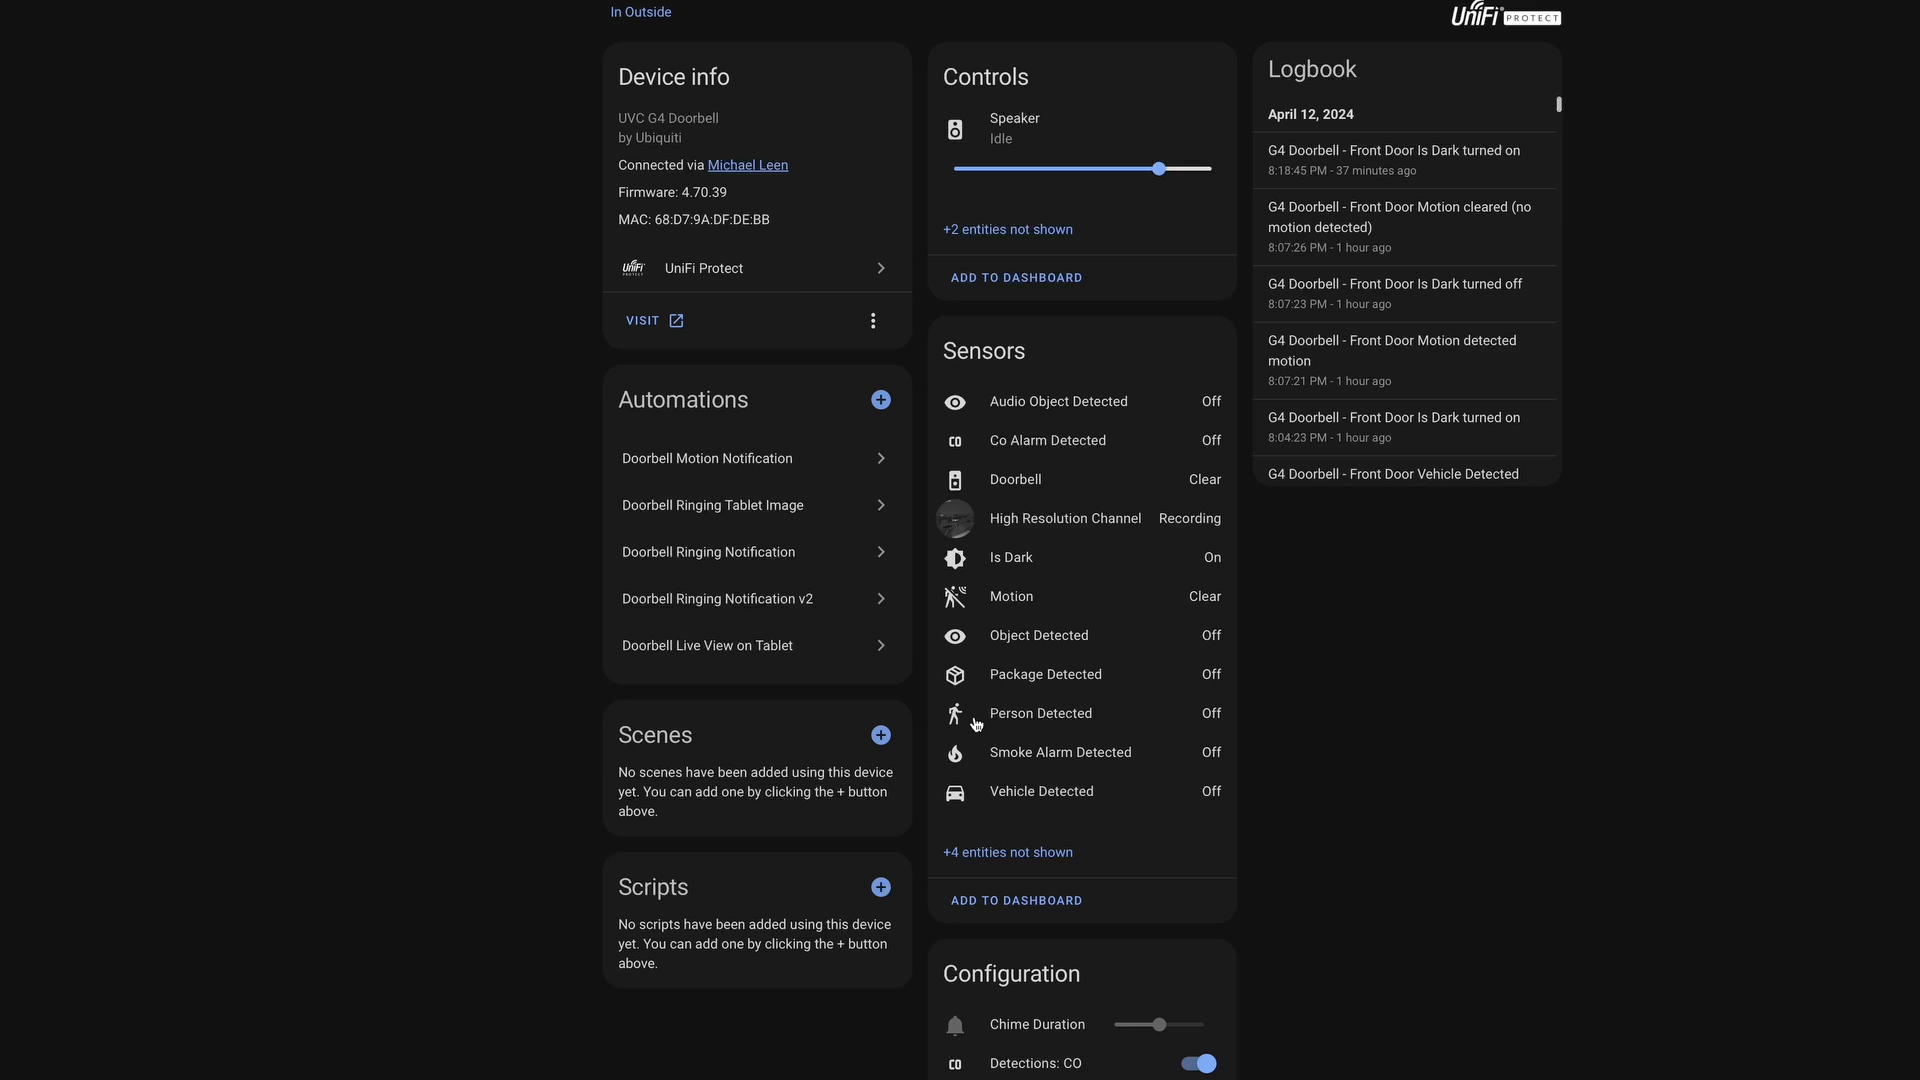 In Outside
UniFi PROTECT
Device info
UVC G4 Doorbell
by Ubiquiti
Connected via Michael Leen
Firmware: 4.70.39
MAC: 68:D7:9A:DF:DE:BB
UniFi PROTECT
UniFi Protect
VISIT
Automations
Doorbell Motion Notification
Doorbell Ringing Tablet Image
Doorbell Ringing Notification
Doorbell Ringing Notification v2
Doorbell Live View on Tablet
Scenes
No scenes have been added using this device
yet. You can add one by clicking the + button
above.
Scripts
No scripts have been added using this device
yet. You can add one by clicking the + button
above.
Controls
Speaker
Idle
+2 entities not shown
ADD TO DASHBOARD
Sensors
Audio Object Detected Off
CO Co Alarm Detected Off
Doorbell Clear
High Resolution Channel Recording
Is Dark On
Motion Clear
Object Detected Off
Package Detected Off
Person Detected Off
Smoke Alarm Detected Off
Vehicle Detected Off
+4 entities not shown
ADD TO DASHBOARD
Configuration
Chime Duration
CO Detections: CO
Logbook
April 12, 2024
G4 Doorbell - Front Door Is Dark turned on
8:18:45 PM - 37 minutes ago
G4 Doorbell - Front Door Motion cleared (no
motion detected)
8:07:26 PM - 1 hour ago
G4 Doorbell - Front Door Is Dark turned off
8:07:23 PM - 1 hour ago
G4 Doorbell - Front Door Motion detected
motion
8:07:21 PM - 1 hour ago
G4 Doorbell - Front Door Is Dark turned on
8:04:23 PM - 1 hour ago
G4 Doorbell - Front Door Vehicle Detected